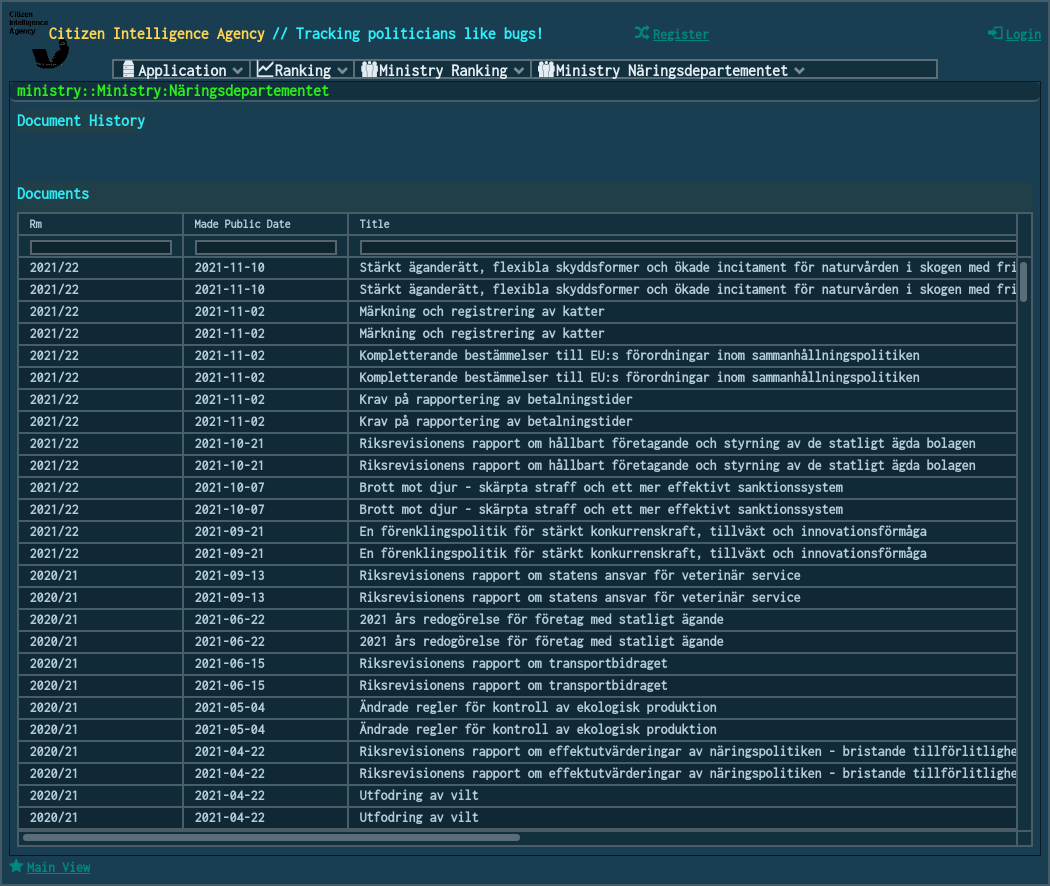 Citizen
Intelligence
Agency
Citizen Intelligence Agency // Tracking politicians like bugs!
Register
Login
Application
Ranking
Ministry Ranking
Ministry Näringsdepartementet
ministry::Ministry:Näringsdepartementet
Document History
Documents
Rm Made Public Date Title
2021/22 2021-11-10 Stärkt äganderätt, flexibla skyddsformer och ökade incitament för naturvården i skogen med fri
2021/22 2021-11-10 Stärkt äganderätt, flexibla skyddsformer och ökade incitament för naturvården i skogen med fri
2021/22 2021-11-02 Märkning och registrering av katter
2021/22 2021-11-02 Märkning och registrering av katter
2021/22 2021-11-02 Kompletterande bestämmelser till EU:s förordningar inom sammanhållningspolitiken
2021/22 2021-11-02 Kompletterande bestämmelser till EU:s förordningar inom sammanhållningspolitiken
2021/22 2021-11-02 Krav på rapportering av betalningstider
2021/22 2021-11-02 Krav på rapportering av betalningstider
2021/22 2021-10-21 Riksrevisionens rapport om hållbart företagande och styrning av de statligt ägda bolagen
2021/22 2021-10-21 Riksrevisionens rapport om hållbart företagande och styrning av de statligt ägda bolagen
2021/22 2021-10-07 Brott mot djur - skärpta straff och ett mer effektivt sanktionssystem
2021/22 2021-10-07 Brott mot djur - skärpta straff och ett mer effektivt sanktionssystem
2021/22 2021-09-21 En förenklingspolitik för stärkt konkurrenskraft, tillväxt och innovationsförmåga
2021/22 2021-09-21 En förenklingspolitik för stärkt konkurrenskraft, tillväxt och innovationsförmåga
2020/21 2021-09-13 Riksrevisionens rapport om statens ansvar för veterinär service
2020/21 2021-09-13 Riksrevisionens rapport om statens ansvar för veterinär service
2020/21 2021-06-22 2021 års redogörelse för företag med statligt ägande
2020/21 2021-06-22 2021 års redogörelse för företag med statligt ägande
2020/21 2021-06-15 Riksrevisionens rapport om transportbidraget
2020/21 2021-06-15 Riksrevisionens rapport om transportbidraget
2020/21 2021-05-04 Ändrade regler för kontroll av ekologisk produktion
2020/21 2021-05-04 Ändrade regler för kontroll av ekologisk produktion
2020/21 2021-04-22 Riksrevisionens rapport om effektutvärderingar av näringspolitiken - bristande tillförlitlighe
2020/21 2021-04-22 Riksrevisionens rapport om effektutvärderingar av näringspolitiken - bristande tillförlitlighe
2020/21 2021-04-22 Utfodring av vilt
2020/21 2021-04-22 Utfodring av vilt
Main View